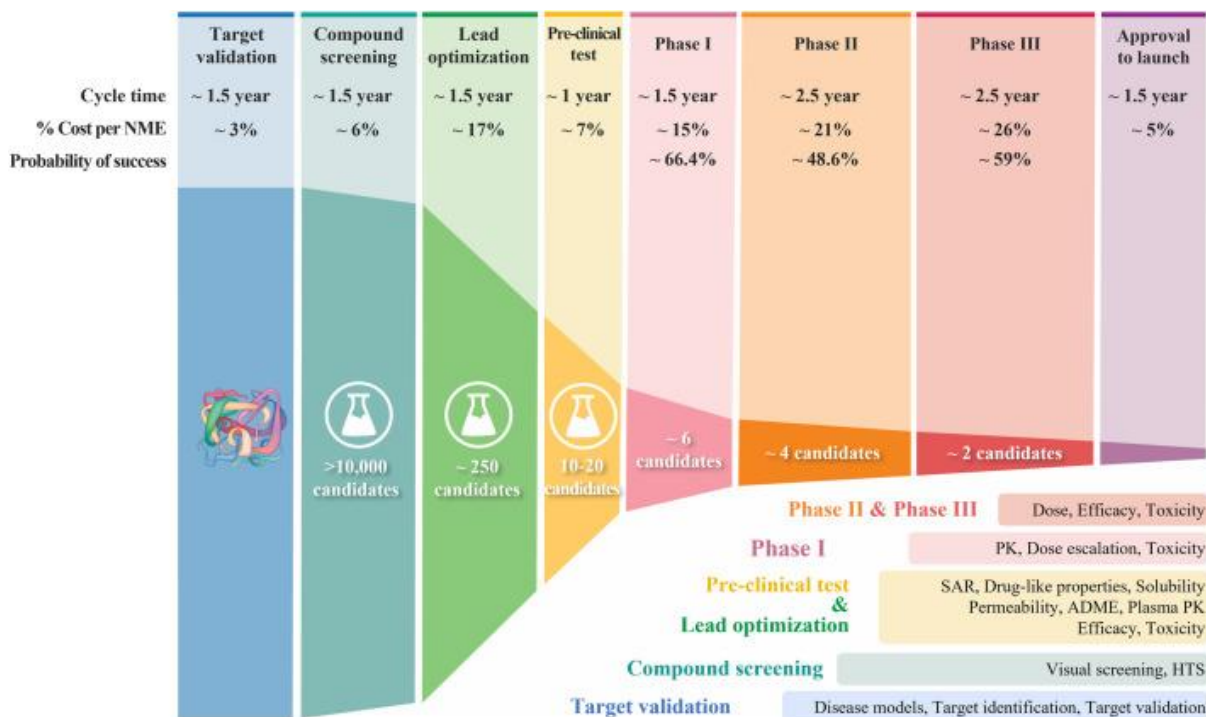 Target
validation
Compound
screening
Lead
optimization
Pre-clinical
test
Phase I
Phase II
Phase III
Approval
to launch
Cycle time ~ 1.5 year ~ 1.5 year ~ 1.5 year ~ 1 year ~ 1.5 year ~ 2.5 year ~ 2.5 year ~ 1.5 year
% Cost per NME ~ 3% ~ 6% ~ 17% ~ 7% ~ 15% ~ 21% ~ 26% ~ 5%
Probability of success ~ 66.4% ~ 48.6% ~ 59%
>10,000
candidates
~ 250
candidates
10-20
candidates
~ 6
candidates
~ 4 candidates
~ 2 candidates
Phase II & Phase III
Dose, Efficacy, Toxicity
Phase I
PK, Dose escalation, Toxicity
Pre-clinical test
&
Lead optimization
SAR, Drug-like properties, Solubility
Permeability, ADME, Plasma PK
Efficacy, Toxicity
Compound screening
Visual screening, HTS
Target validation
Disease models, Target identification, Target validation